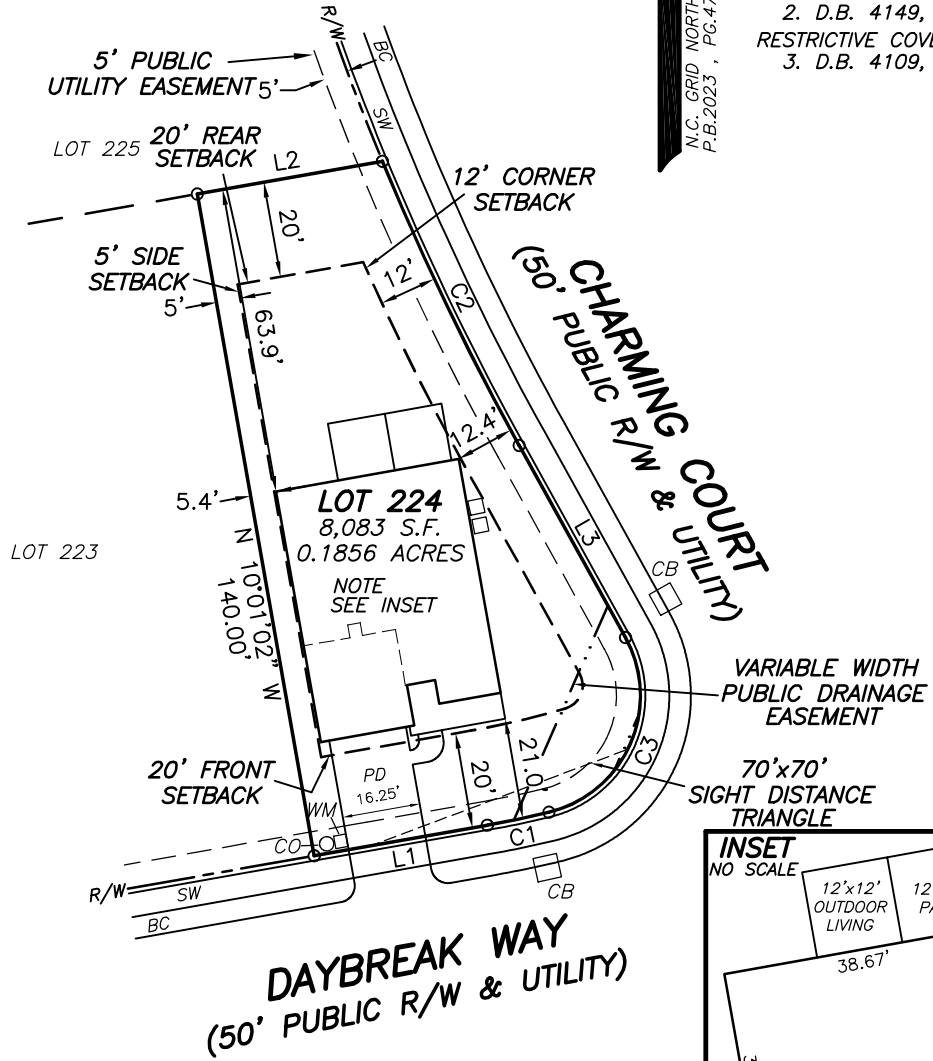 R/W
BC
SW
5' PUBLIC
UTILITY EASEMENT
5'
N.C. GRID NORTH
P.B.2023 , PG.47
2. D.B. 4149,
RESTRICTIVE COVE
3. D.B. 4109,
LOT 225
20' REAR
SETBACK
L2
12' CORNER
SETBACK
20'
5' SIDE
SETBACK
5'
12'
C2
63.9'
CHARMING COURT
(50' PUBLIC R/W & UTILITY)
12.4'
5.4'
LOT 224
8,083 S.F.
0.1856 ACRES
NOTE
SEE INSET
LOT 223
N 10°01'02" W
140.00'
L3
CB
VARIABLE WIDTH
PUBLIC DRAINAGE
EASEMENT
20' FRONT
SETBACK
PD
16.25'
20'
21.0'
C3
70'x70'
SIGHT DISTANCE
TRIANGLE
WM
CO
L1
C1
R/W
SW
BC
CB
DAYBREAK WAY
(50' PUBLIC R/W & UTILITY)
INSET
NO SCALE
12'x12'
OUTDOOR
LIVING
12
PA
38.67'